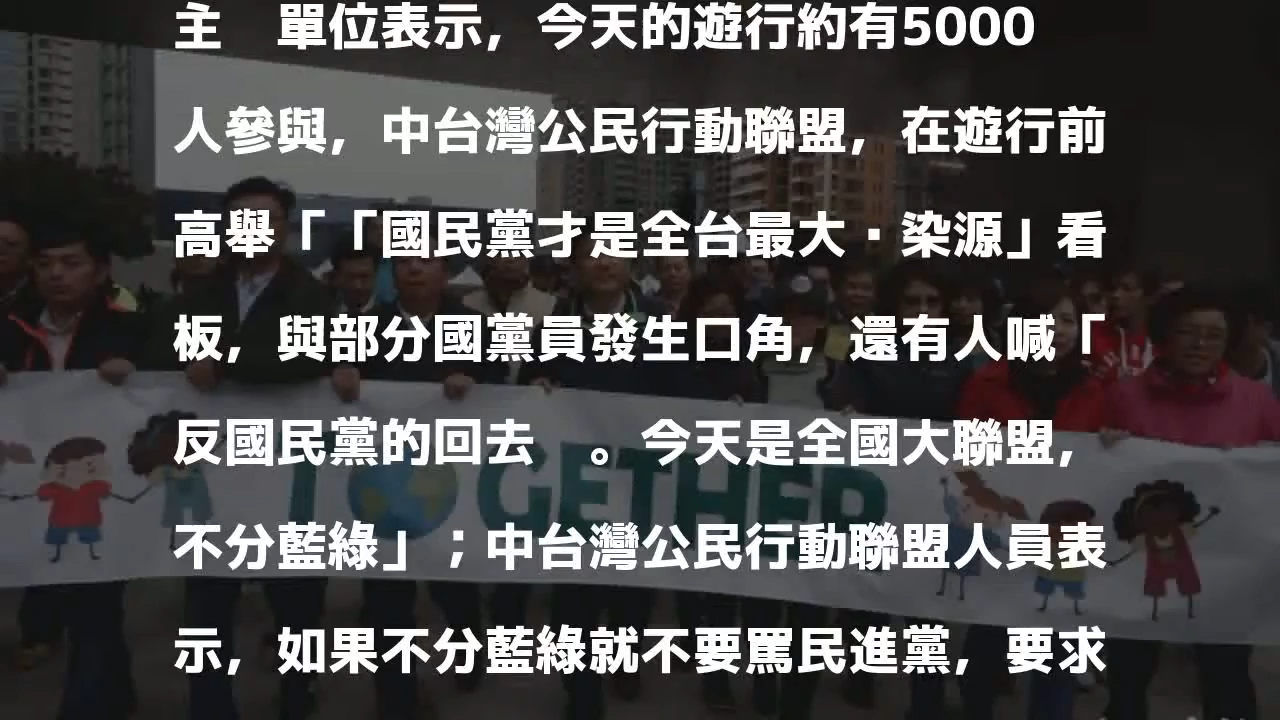 主 單位表示，今天的遊行約有5000
人參與，中台灣公民行動聯盟，在遊行前
高舉「「國民黨才是全台最大·染源」看
板，與部分國黨員發生口角，還有人喊「
反國民黨的回去 。今天是全國大聯盟，
不分藍綠」；中台灣公民行動聯盟人員表
示，如果不分藍綠就不要罵民進黨，要求
TOGETHER